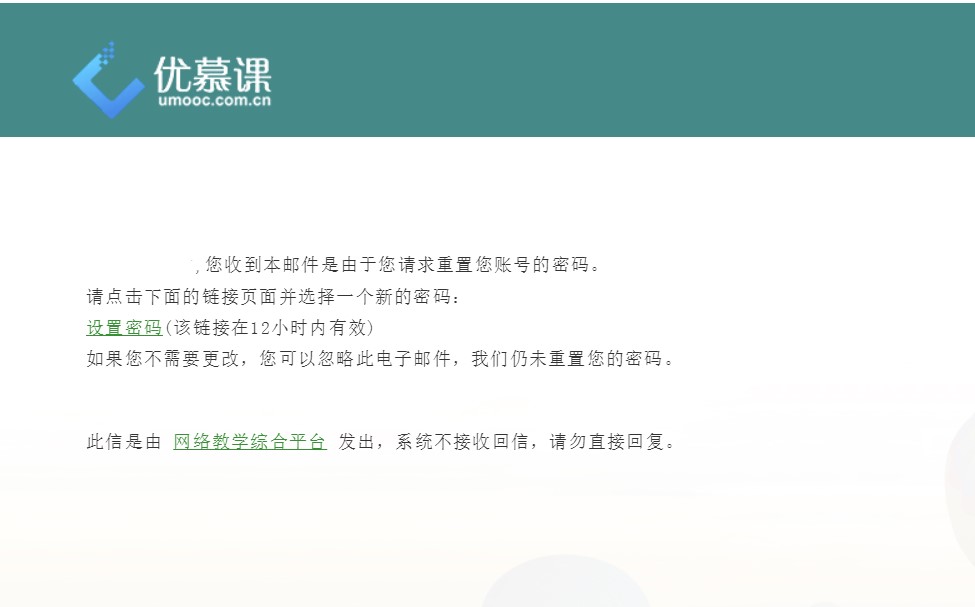 优慕课
umooc.com.cn
,您收到本邮件是由于您请求重置您账号的密码。
请点击下面的链接页面并选择一个新的密码：
设置密码(该链接在12小时内有效)
如果您不需要更改，您可以忽略此电子邮件，我们仍未重置您的密码。
此信是由 网络教学综合平台 发出，系统不接收回信，请勿直接回复。